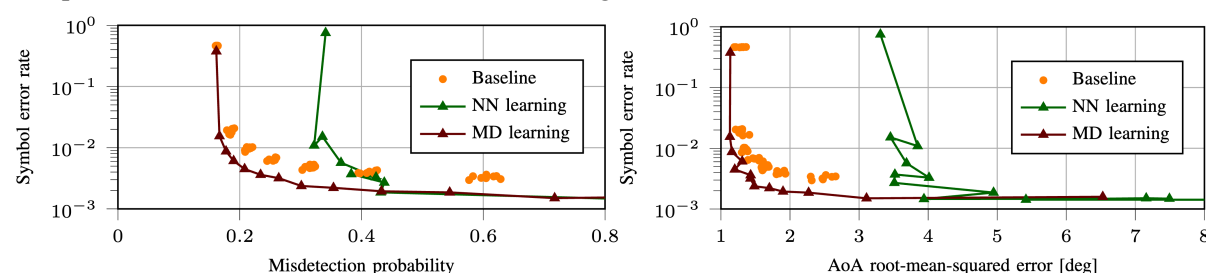 10^0
10^−1
10^−2
10^−3
Symbol error rate
Baseline
NN learning
MD learning
0 0.2 0.4 0.6 0.8
Misdetection probability
10^0
10^−1
10^−2
10^−3
Symbol error rate
Baseline
NN learning
MD learning
1 2 3 4 5 6 7 8
AoA root-mean-squared error [deg]